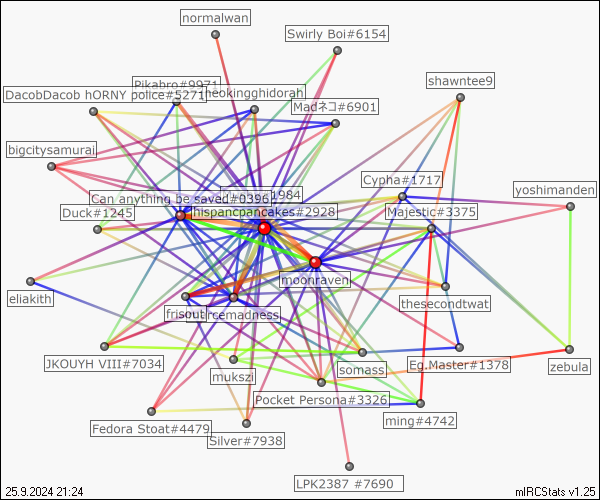 normalwan
Swirly Boi#6154
shawntee9
Pikabro#9971
DacobDacob hORNY police#5271
neokingghidorah
Madネコ#6901
bigcitysamurai
Cypha#1717
yoshimanden
1984
Can anything be saved#0396
Duck#1245
hispancpancakes#2928
Majestic#3375
moonraven
eliakith
thesecondtwat
frisout
rcemadness
JKOUYH VIII#7034
mukszi
somass
Eg.Master#1378
zebula
Pocket Persona#3326
ming#4742
Fedora Stoat#4479
Silver#7938
LPK2387 #7690
25.9.2024 21:24
mIRCStats v1.25